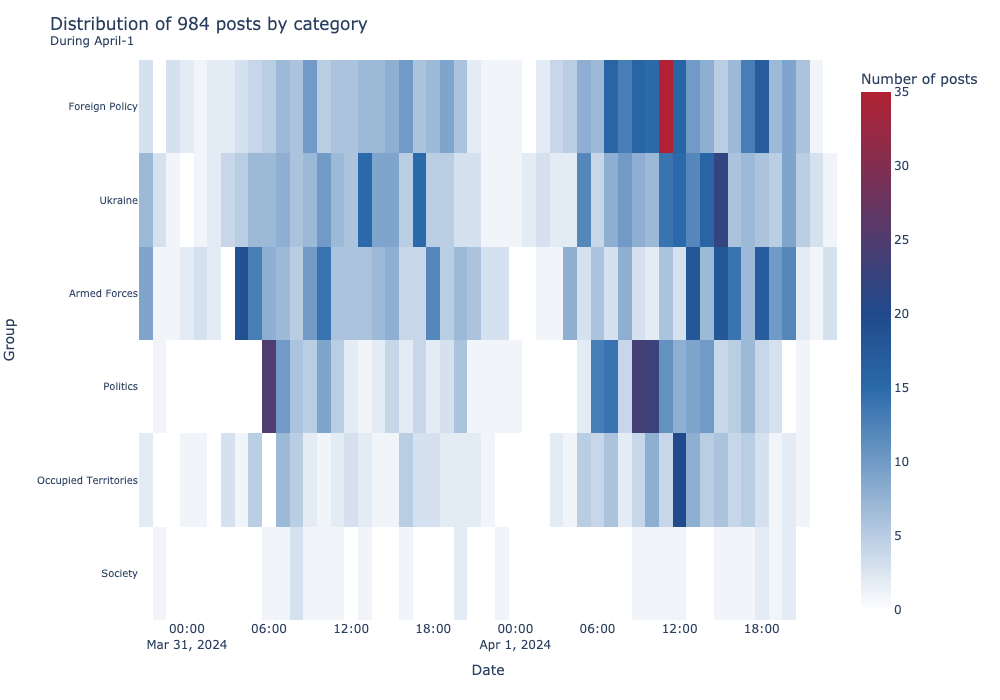 Distribution of 984 posts by category
During April-1
Number of posts
35
30
25
20
15
10
5
0
Group
Foreign Policy
Ukraine
Armed Forces
Politics
Occupied Territories
Society
00:00 06:00 12:00 18:00 00:00 06:00 12:00 18:00
Mar 31, 2024 Apr 1, 2024
Date